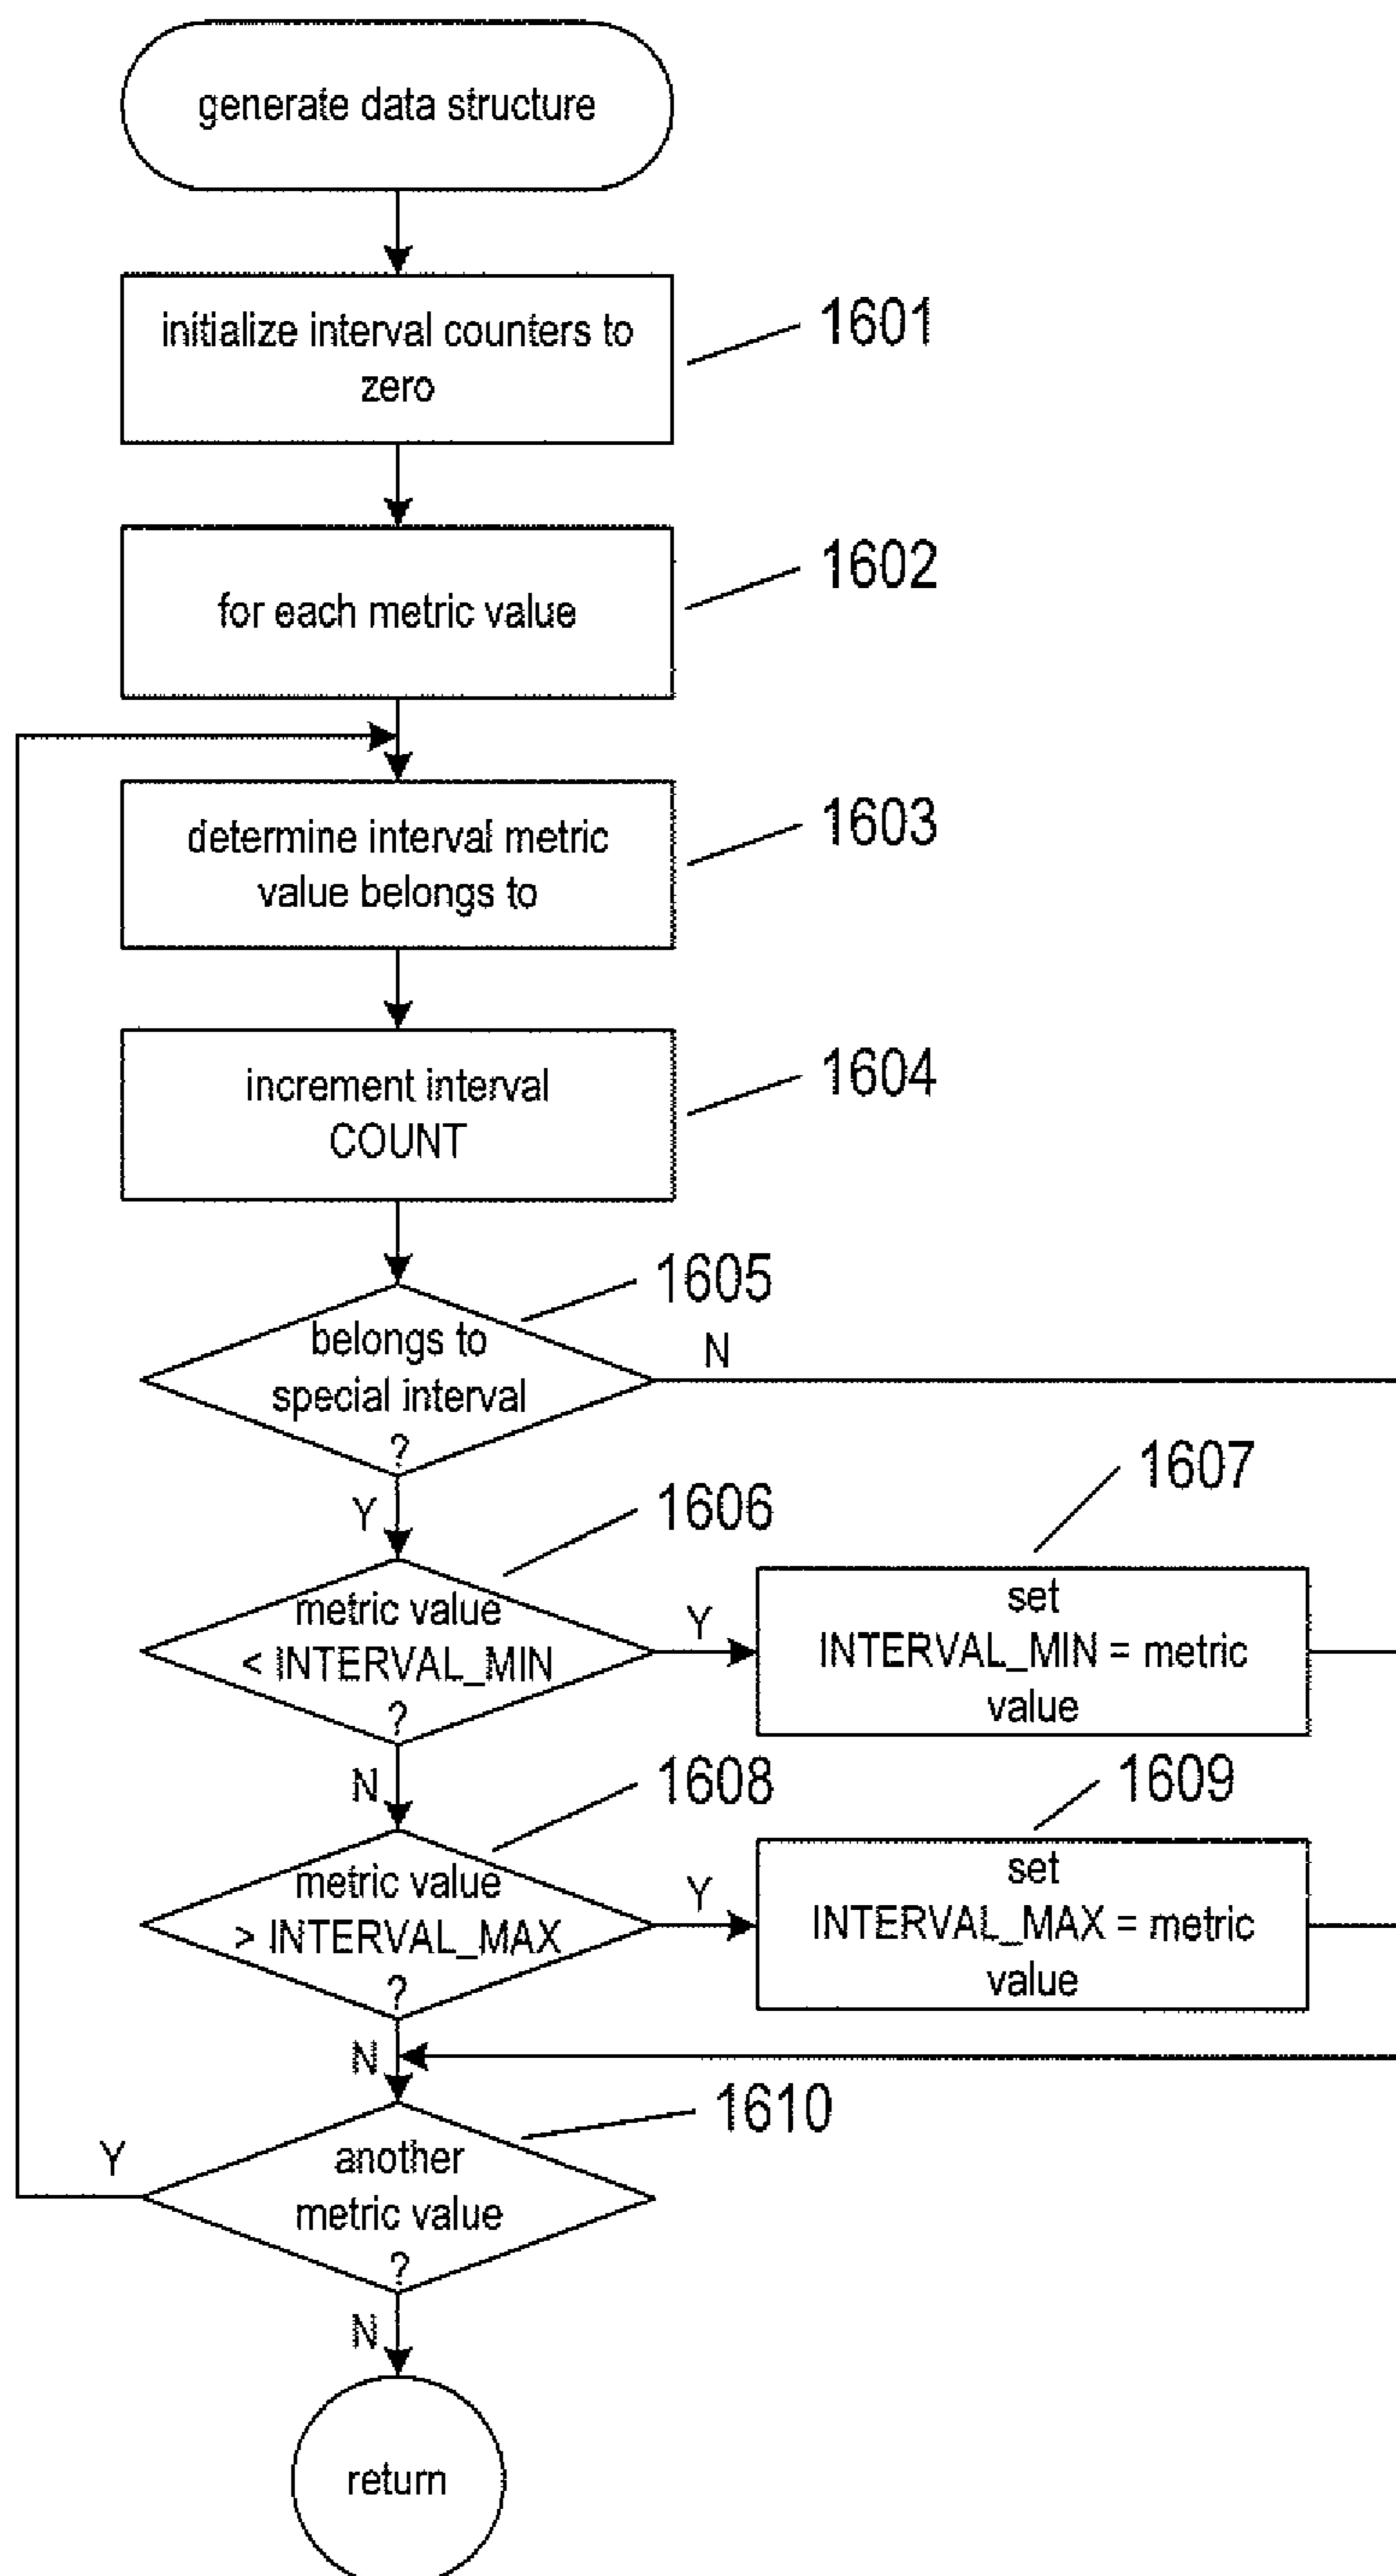 generate data structure
initialize interval counters to
zero
1601
for each metric value
1602
determine interval metric
value belongs to
1603
increment interval
COUNT
1604
belongs to
special interval
?
1605
N
Y
metric value
< INTERVAL_MIN
?
1606
Y
set
INTERVAL_MIN = metric
value
1607
N
metric value
> INTERVAL_MAX
?
1608
Y
set
INTERVAL_MAX = metric
value
1609
N
another
metric value
?
1610
Y
N
return